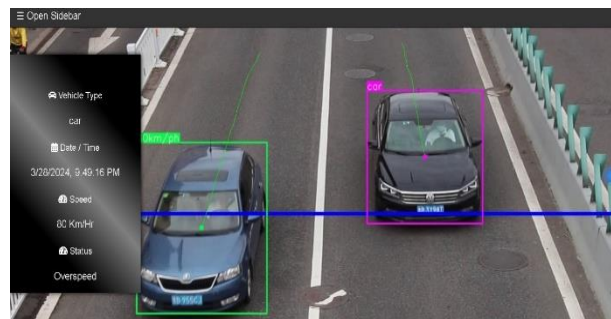 ≡ Open Sidebar
Vehicle Type
car
Date / Time
3/28/2024, 9:49:16 PM
Speed
80 Km/Hr
Status
Overspeed
0km/ph
car